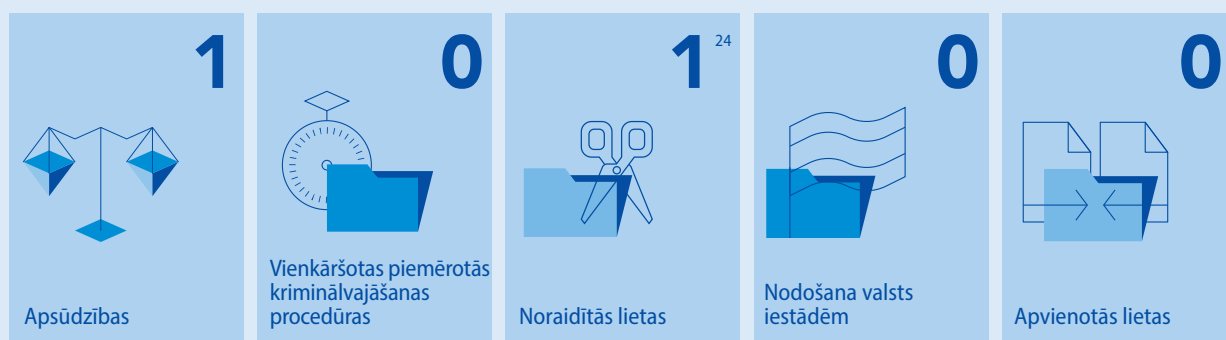 1
Apsūdzības
0
Vienkāršotas piemērotās
kriminālvajāšanas
procedūras
1 24
Noraidītās lietas
0
Nodošana valsts
iestādēm
0
Apvienotās lietas